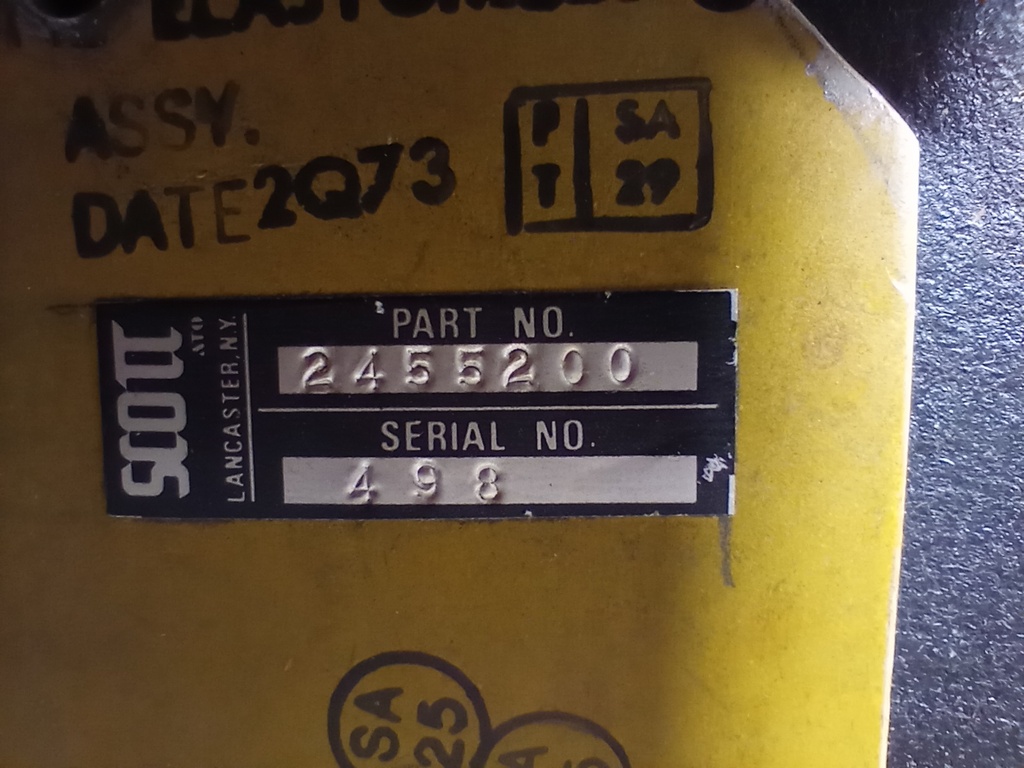 ASSY.
DATE 2Q73
P SA
T 29
SCOTT
ATO
LANCASTER, N.Y.
PART NO.
2455200
SERIAL NO.
498
SA
25